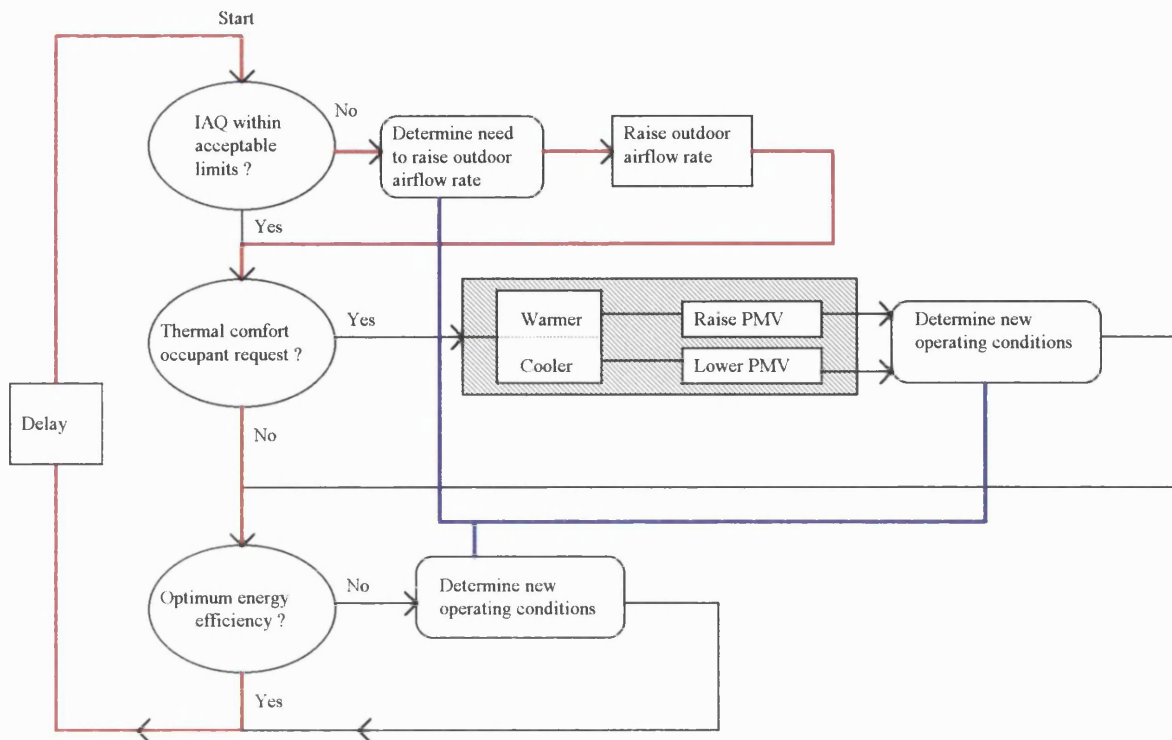 Start
IAQ within
acceptable
limits ?
No
Determine need
to raise outdoor
airflow rate
Raise outdoor
airflow rate
Yes
Thermal comfort
occupant request ?
Yes
Warmer
Cooler
Raise PMV
Lower PMV
Determine new
operating conditions
Delay
No
Optimum energy
efficiency ?
No
Determine new
operating conditions
Yes